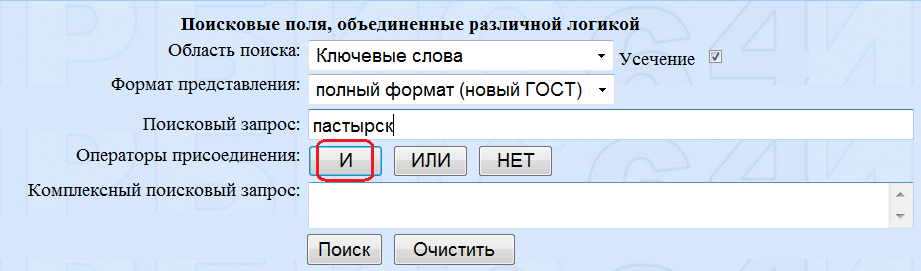 Поисковые поля, объединенные различной логикой
Область поиска: Ключевые слова Усечение
Формат представления: полный формат (новый ГОСТ)
Поисковый запрос: пастырск
Операторы присоединения: И ИЛИ НЕТ
Комплексный поисковый запрос:
Поиск Очистить